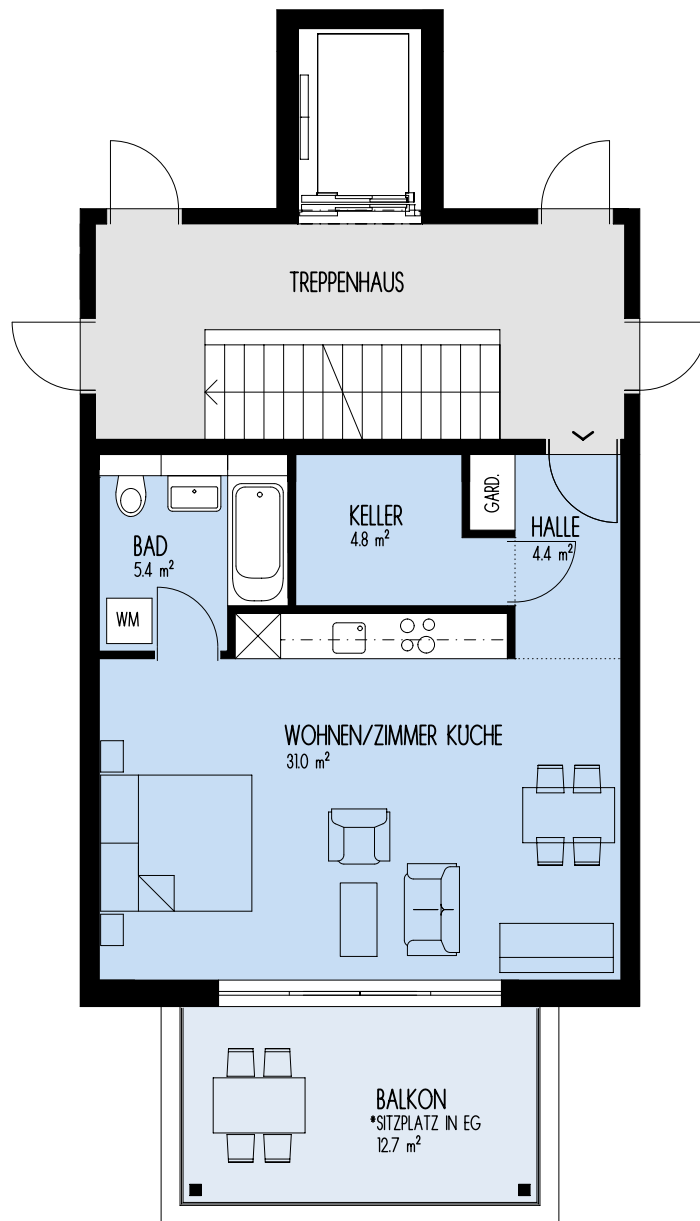 TREPPENHAUS
KELLER
4.8 m²
GARD.
HALLE
4.4 m²
BAD
5.4 m²
WM
WOHNEN/ZIMMER KÜCHE
31.0 m²
BALKON
*SITZPLATZ IN EG
12.7 m²